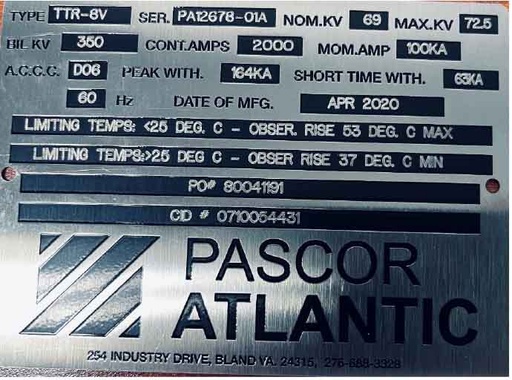 TYPE TTR-8V SER. PA12678-01A NOM.KV 69 MAX.KV 72.5
BIL KV 350 CONT.AMPS 2000 MOM.AMP 100KA
A.C.C.C. D06 PEAK WITH. 164KA SHORT TIME WITH. 63KA
60 Hz DATE OF MFG. APR 2020
LIMITING TEMPS: <25 DEG. C - OBSER. RISE 53 DEG. C MAX
LIMITING TEMPS:>25 DEG. C - OBSER RISE 37 DEG. C MIN
PO# 80041191
CID # 0710054431
PASCOR
ATLANTIC
254 INDUSTRY DRIVE, BLAND VA. 24315, 276-688-3328